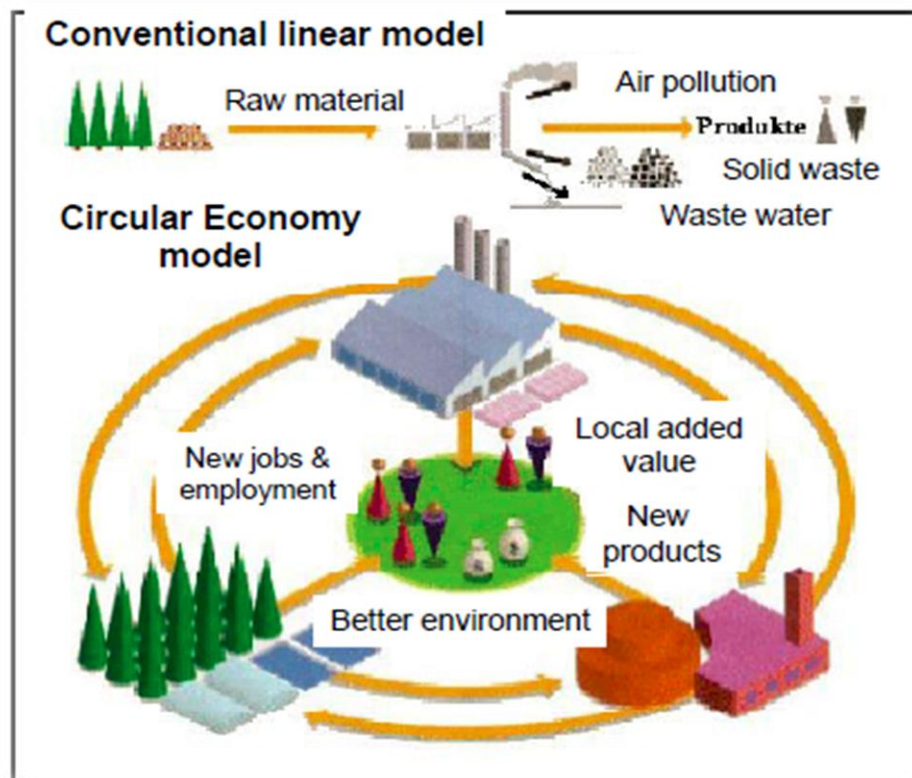 Conventional linear model
Raw material
Air pollution
Produkte
Solid waste
Waste water
Circular Economy
model
New jobs &
employment
Local added
value
New
products
Better environment